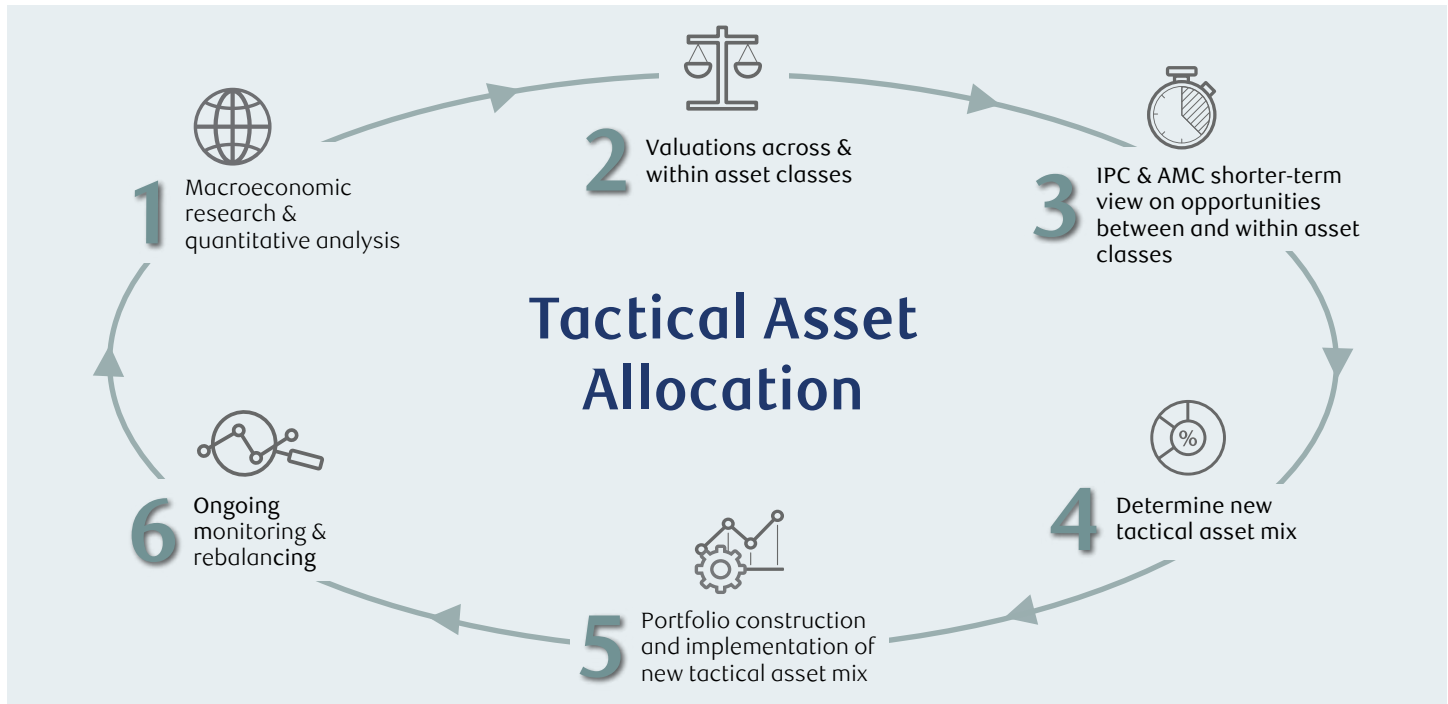 1
Macroeconomic
research &
quantitative analysis
2
Valuations across &
within asset classes
3
IPC & AMC shorter-term
view on opportunities
between and within asset
classes
Tactical Asset
Allocation
%
4
Determine new
tactical asset mix
5
Portfolio construction
and implementation of
new tactical asset mix
6
Ongoing
monitoring &
rebalancing